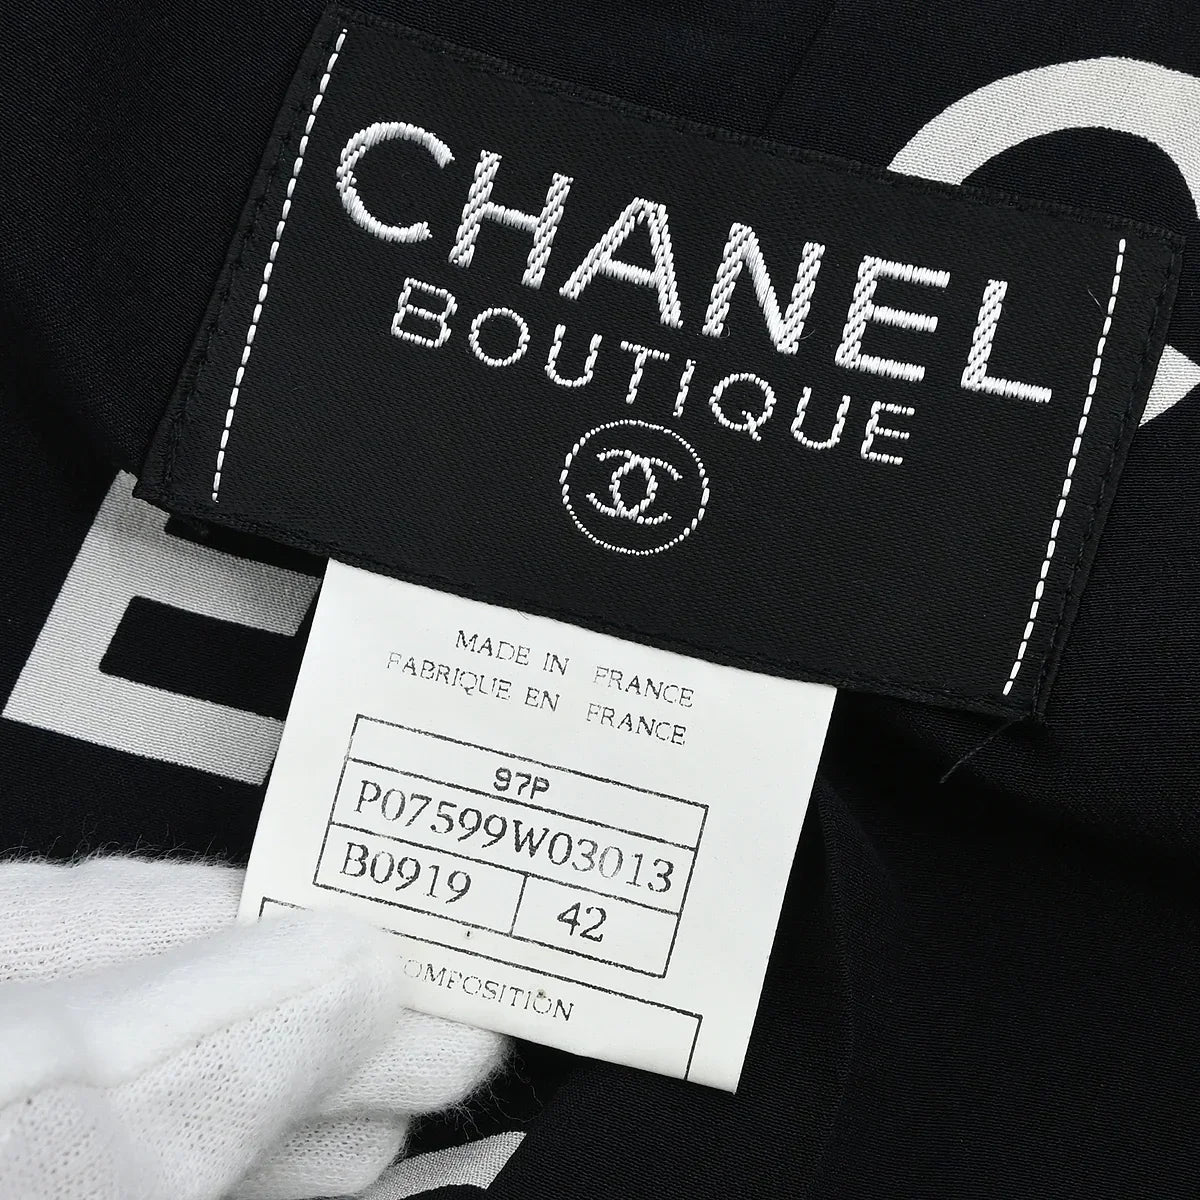 CHANEL
BOUTIQUE
MADE IN FRANCE
FABRIQUE EN FRANCE
97P
P07599W03013
B0919 42
COMPOSITION